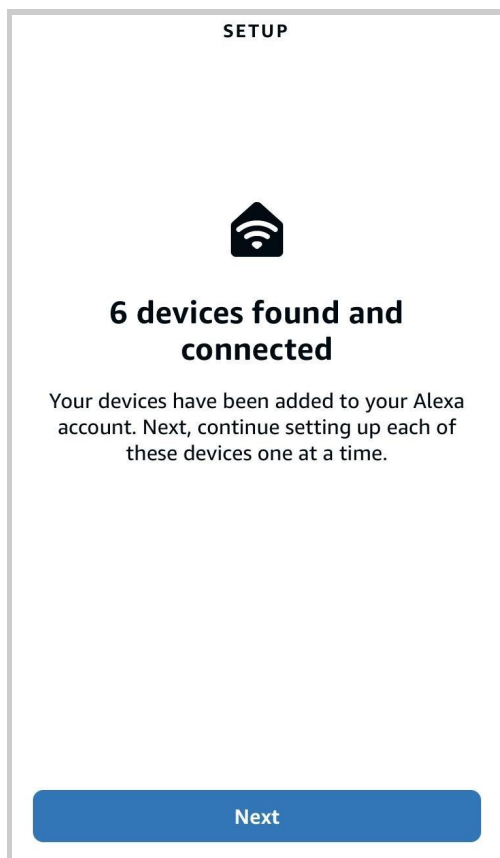 SETUP
6 devices found and
connected
Your devices have been added to your Alexa
account. Next, continue setting up each of
these devices one at a time.
Next